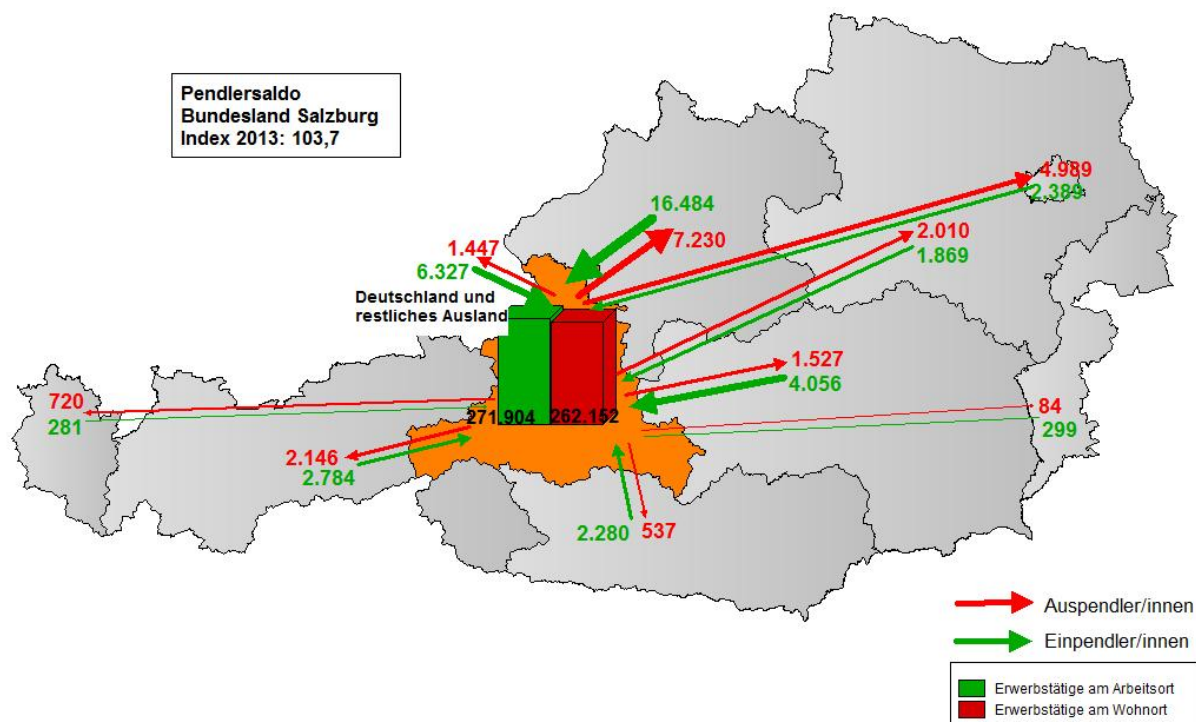 Pendlersaldo
Bundesland Salzburg
Index 2013: 103,7
4.989
2.389
16.484
7.230
2.010
1.869
1.447
6.327
Deutschland und
restliches Ausland
1.527
4.056
720
281
271.904
262.152
84
299
2.146
2.784
2.280
537
Auspendler/innen
Einpendler/innen
Erwerbstätige am Arbeitsort
Erwerbstätige am Wohnort